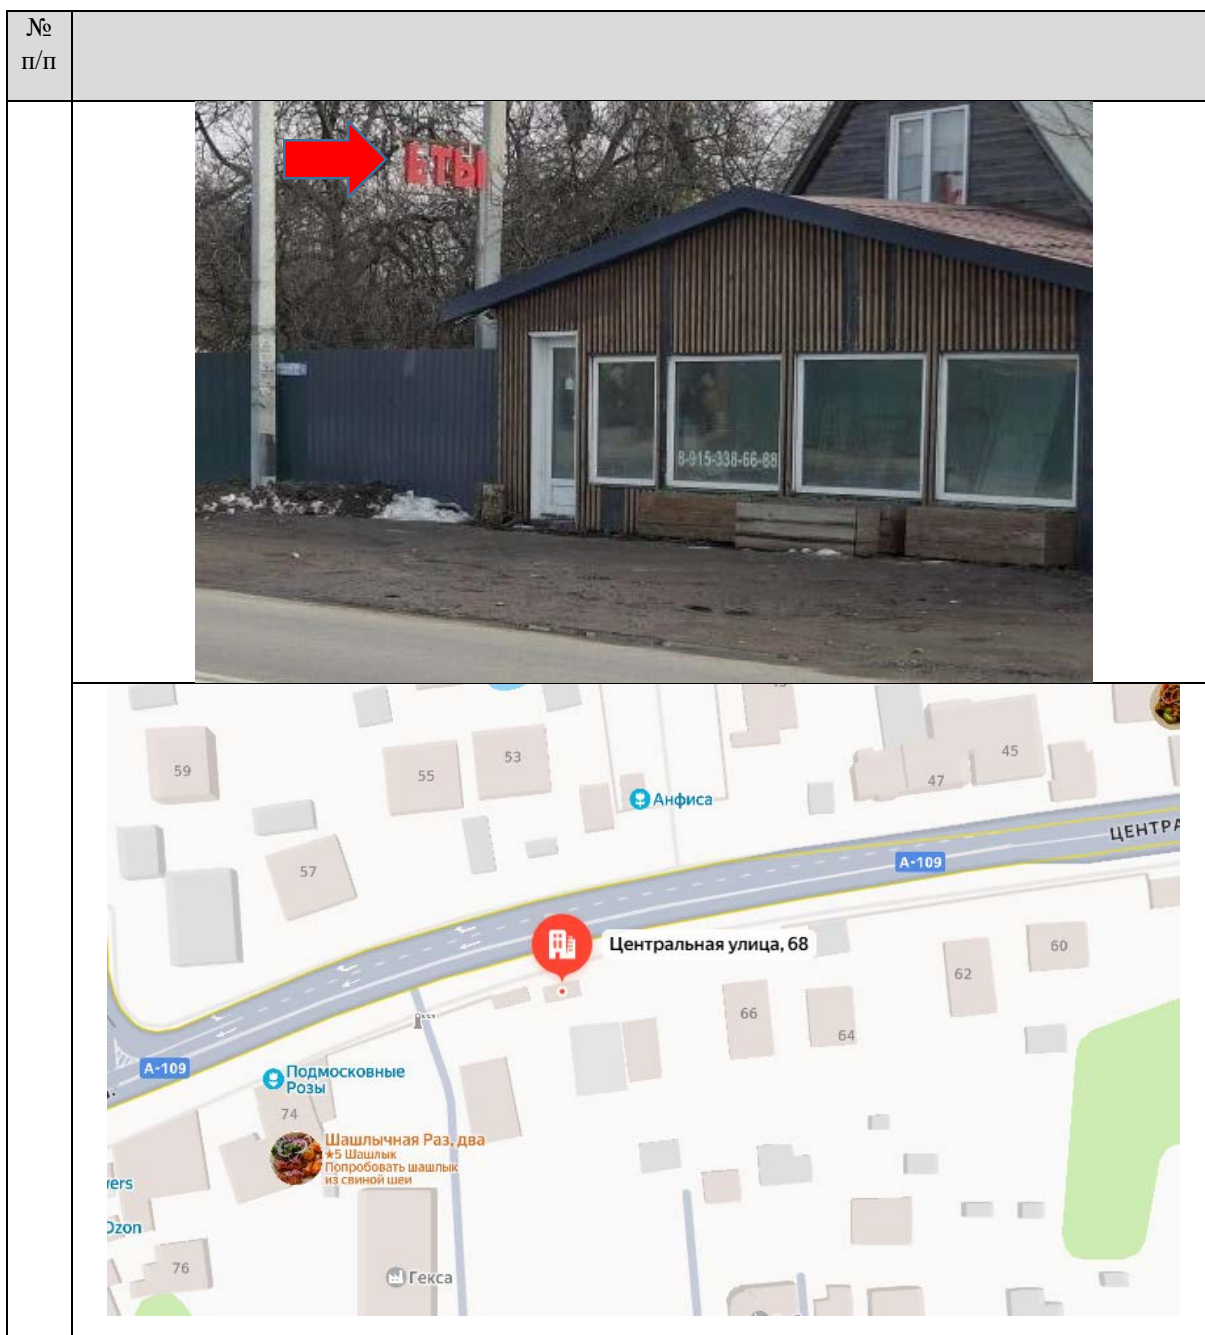 №
п/п
ЕТЫ
8-915-338-66-88
59
55
53
45
47
Анфиса
57
ЦЕНТРА
А-109
Центральная улица, 68
60
62
66
64
А-109
Подмосковные
Розы
74
Шашлычная Раз, два
★5 Шашлык
Попробовать шашлык
из свиной шеи
ers
Ozon
76
Гекса